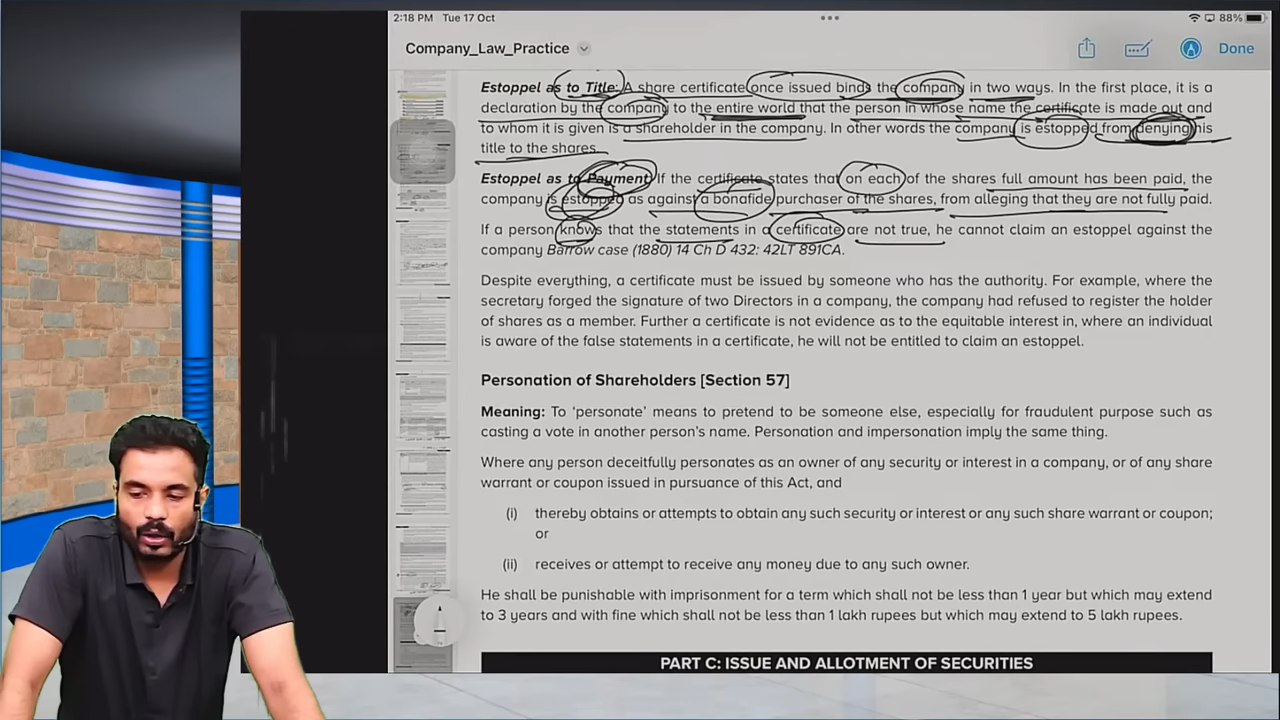 2:18 PM Tue 17 Oct
88%
Company_Law_Practice
Done
Estoppel as to Title: A share certificate once issued binds the company in two ways. In the first place, it is a
declaration by the company to the entire world that the person in whose name the certificate is made out and
to whom it is given is a shareholder in the company. In other words the company is estopped from denying his
title to the shares.
Estoppel as to Payment: If the certificate states that on each of the shares full amount has been paid, the
company is estopped as against a bonafide purchaser of the shares, from alleging that they are not fully paid.
If a person knows that the statements in a certificate are not true, he cannot claim an estoppel against the
company Barrow case (1880) 14 Ch D 432: 42LT 891CA.
Despite everything, a certificate must be issued by someone who has the authority. For example, where the
secretary forged the signature of two Directors in a company, the company had refused to register the holder
of shares as a member. Further a certificate is not evidence as to the equitable interest in, where an individual
is aware of the false statements in a certificate, he will not be entitled to claim an estoppel.
Personation of Shareholders [Section 57]
Meaning: To 'personate' means to pretend to be someone else, especially for fraudulent purpose such as
casting a vote in another person's name. Personation and impersonation imply the same thing.
Where any person deceitfully personates as an owner of any security or interest in a company, or of any share
warrant or coupon issued in pursuance of this Act, and
(i) thereby obtains or attempts to obtain any such security or interest or any such share warrant or coupon;
or
(ii) receives or attempt to receive any money due to any such owner.
He shall be punishable with imprisonment for a term which shall not be less than 1 year but which may extend
to 3 years and with fine which shall not be less than 1 lakh rupees but which may extend to 5 lakh rupees.
PART C: ISSUE AND ALLOTMENT OF SECURITIES